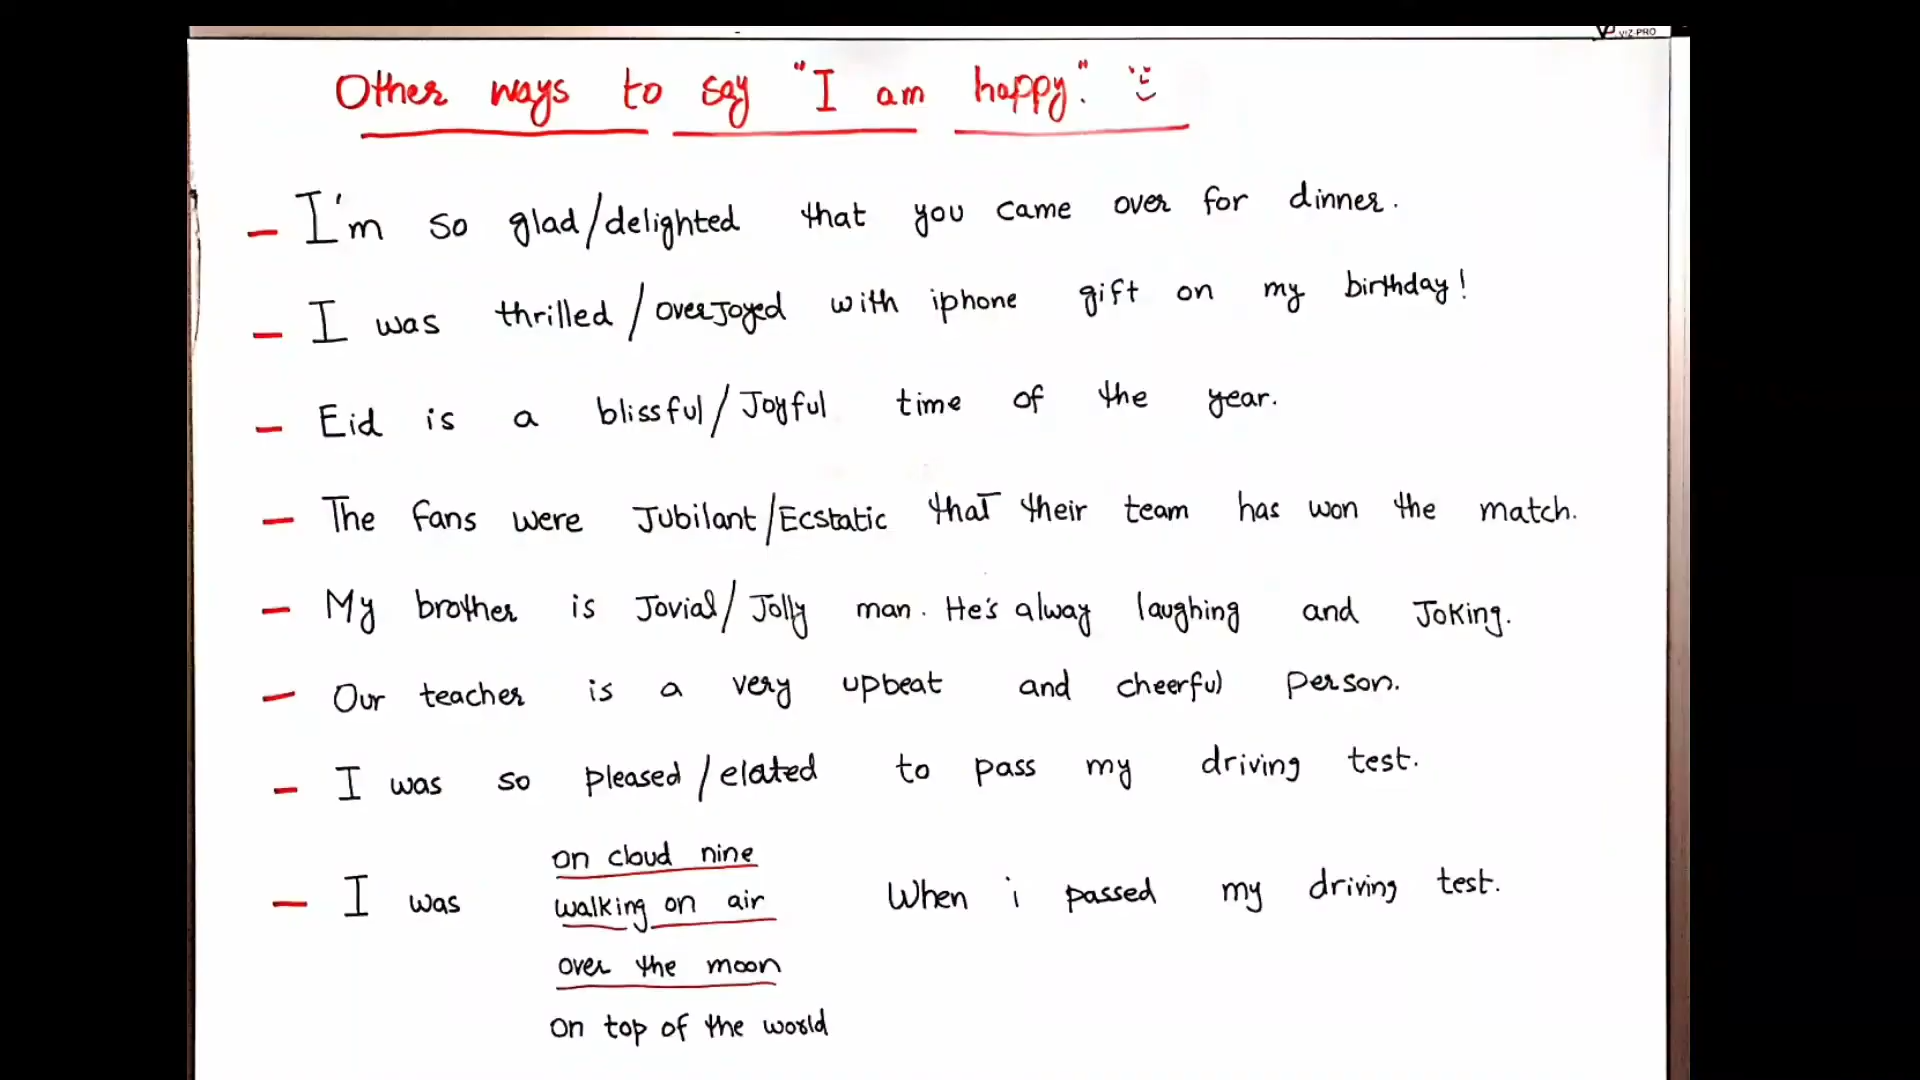 VIZ-PRO
Other ways to say "I am happy".
- I'm so glad/delighted that you came over for dinner.
- I was thrilled/overJoyed with iphone gift on my birthday!
- Eid is a blissful/Joyful time of the year.
- The fans were Jubilant/Ecstatic that their team has won the match.
- My brother is Jovial/Jolly man. He's alway laughing and Joking.
- Our teacher is a very upbeat and cheerful person.
- I was so pleased/elated to pass my driving test.
on cloud nine
- I was walking on air When i passed my driving test.
over the moon
on top of the world